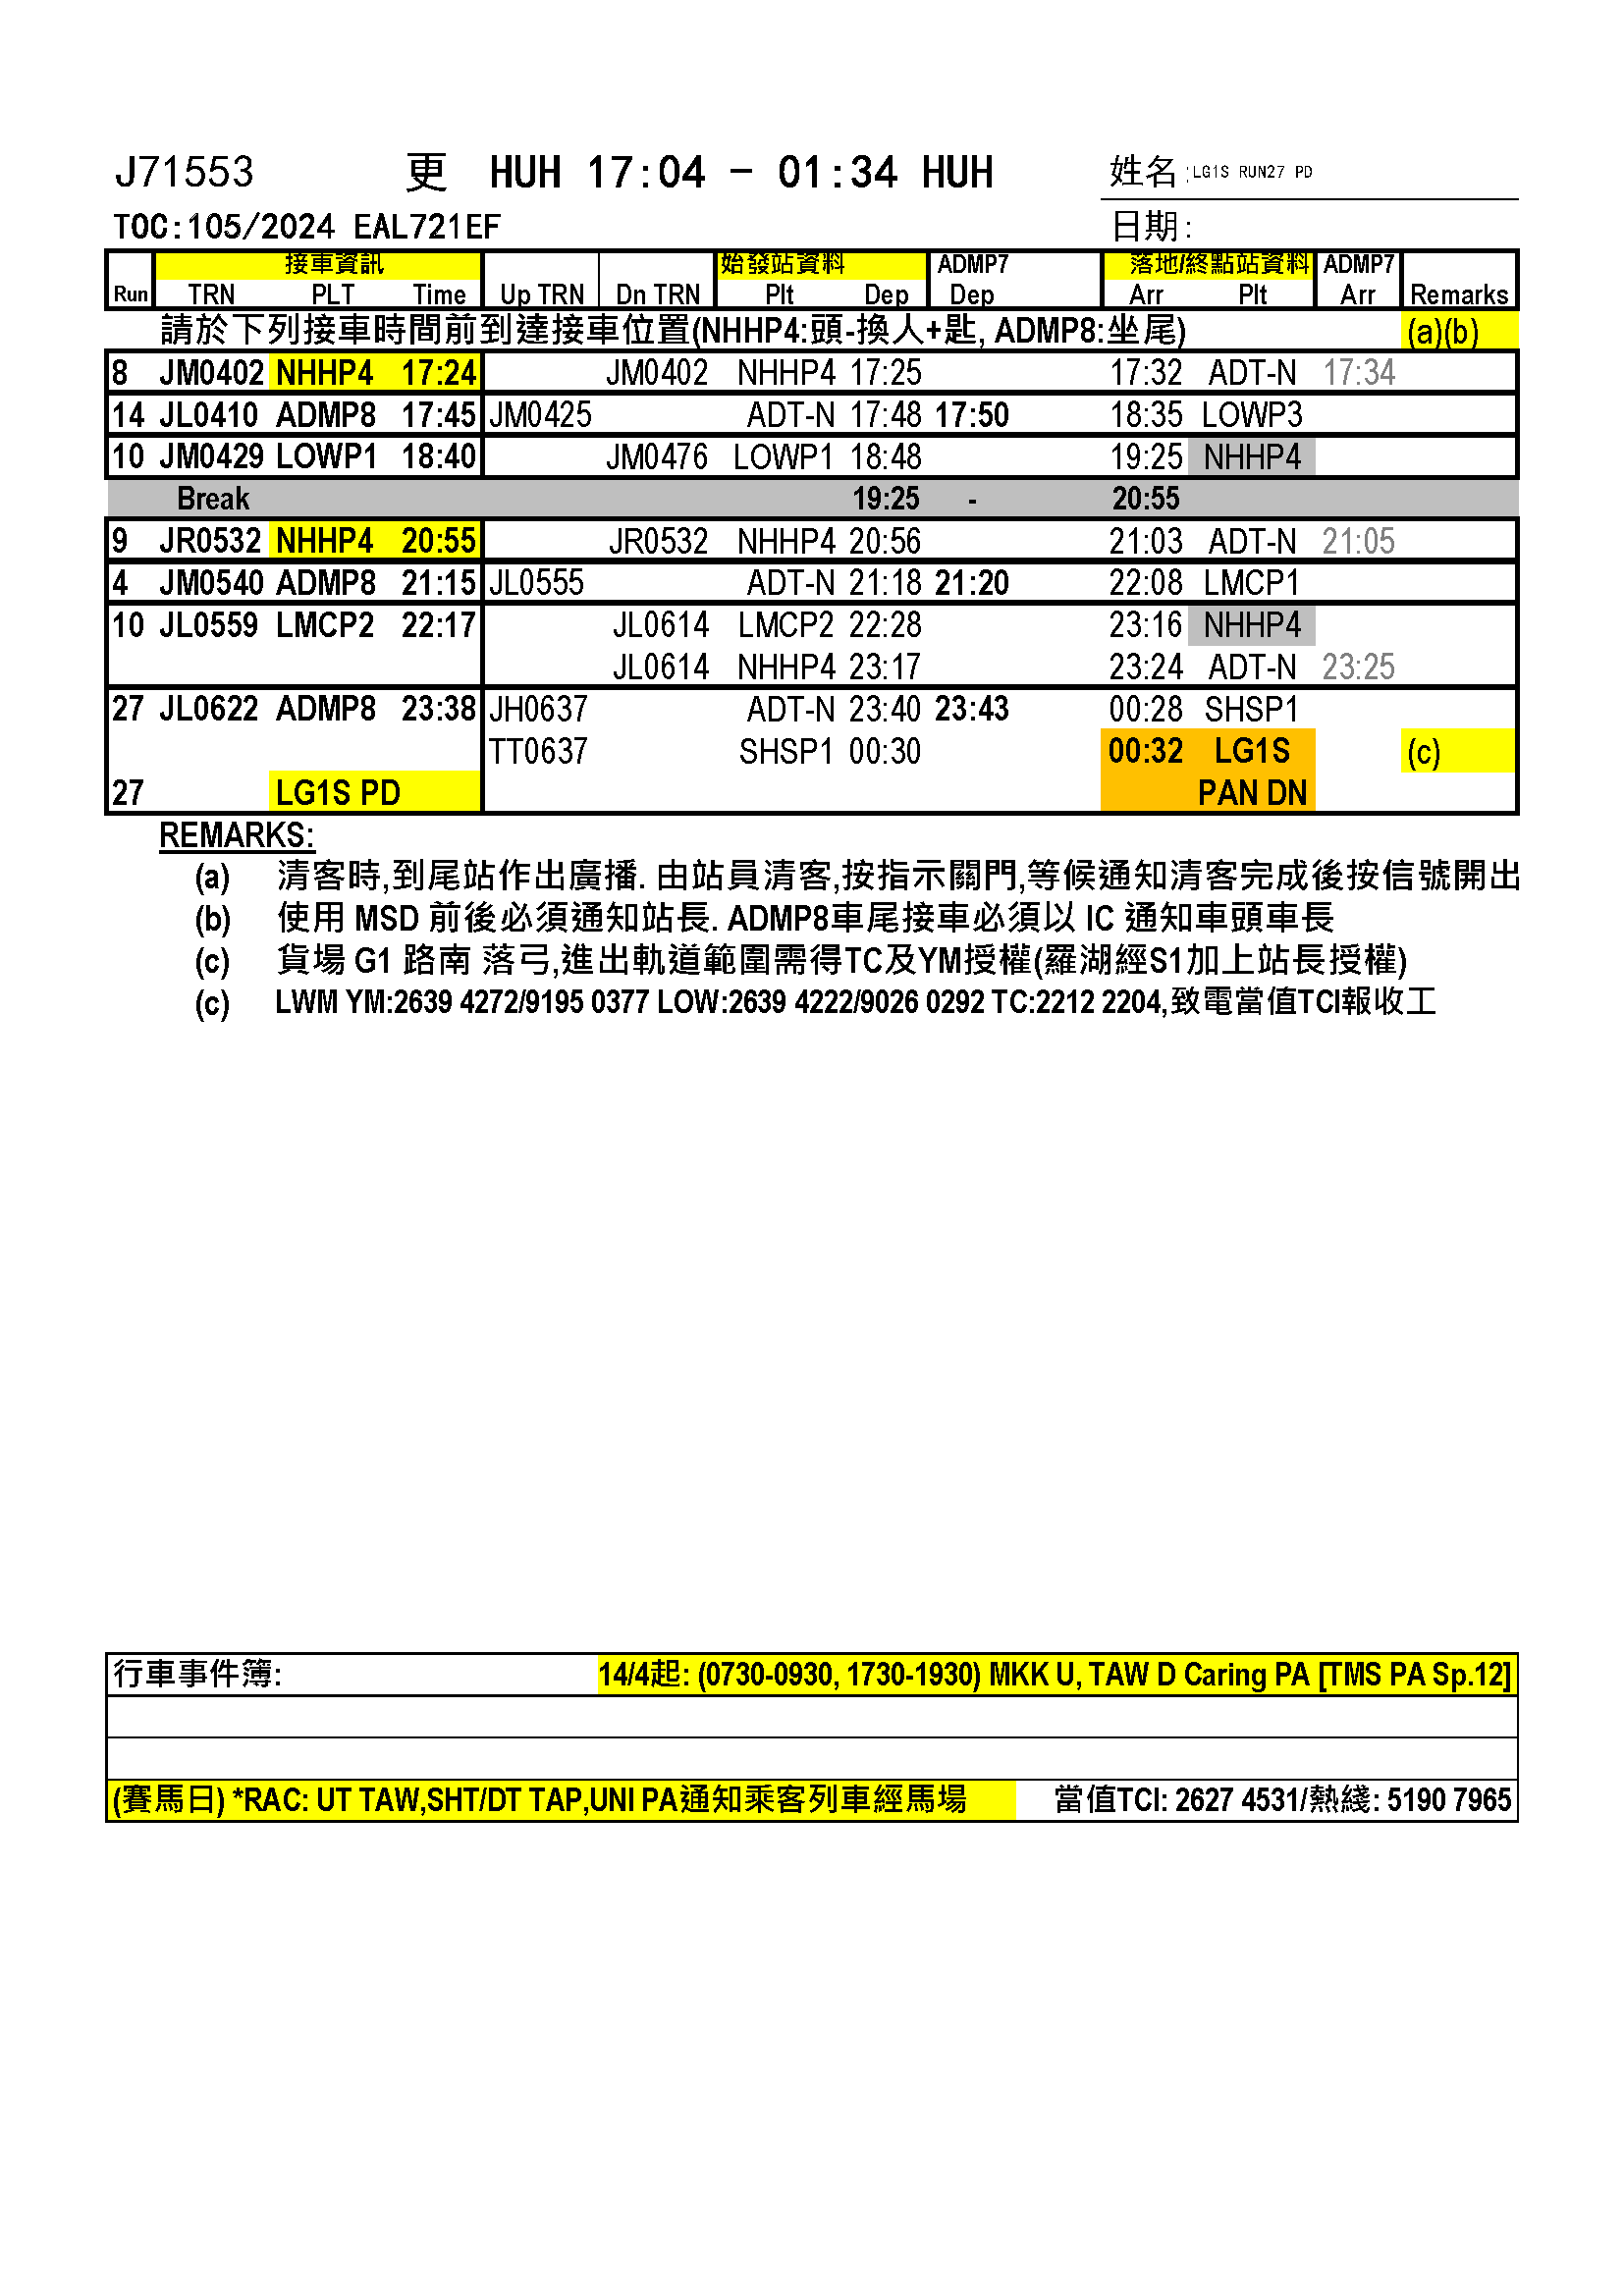 J71553 更 HUH 17:04 - 01:34 HUH 姓名:LG1S RUN27 PD
TOC:105/2024 EAL721EF 日期:
接車資訊 始發站資料 ADMP7 落地/終點站資料 ADMP7
Run TRN PLT Time Up TRN Dn TRN Plt Dep Dep Arr Plt Arr Remarks
請於下列接車時間前到達接車位置(NHHP4:頭-換人+匙, ADMP8:坐尾) (a)(b)
8 JM0402 NHHP4 17:24 JM0402 NHHP4 17:25 17:32 ADT-N 17:34
14 JL0410 ADMP8 17:45 JM0425 ADT-N 17:48 17:50 18:35 LOWP3
10 JM0429 LOWP1 18:40 JM0476 LOWP1 18:48 19:25 NHHP4
Break 19:25 - 20:55
9 JR0532 NHHP4 20:55 JR0532 NHHP4 20:56 21:03 ADT-N 21:05
4 JM0540 ADMP8 21:15 JL0555 ADT-N 21:18 21:20 22:08 LMCP1
10 JL0559 LMCP2 22:17 JL0614 LMCP2 22:28 23:16 NHHP4
JL0614 NHHP4 23:17 23:24 ADT-N 23:25
27 JL0622 ADMP8 23:38 JH0637 ADT-N 23:40 23:43 00:28 SHSP1
TT0637 SHSP1 00:30 00:32 LG1S (c)
27 LG1S PD PAN DN
REMARKS:
(a) 清客時,到尾站作出廣播. 由站員清客,按指示關門,等候通知清客完成後按信號開出
(b) 使用 MSD 前後必須通知站長. ADMP8車尾接車必須以 IC 通知車頭車長
(c) 貨場 G1 路南 落弓,進出軌道範圍需得TC及YM授權(羅湖經S1加上站長授權)
(c) LWM YM:2639 4272/9195 0377 LOW:2639 4222/9026 0292 TC:2212 2204,致電當值TCI報收工
行車事件簿: 14/4起: (0730-0930, 1730-1930) MKK U, TAW D Caring PA [TMS PA Sp.12]
(賽馬日) *RAC: UT TAW,SHT/DT TAP,UNI PA通知乘客列車經馬場 當值TCI: 2627 4531/熱綫: 5190 7965